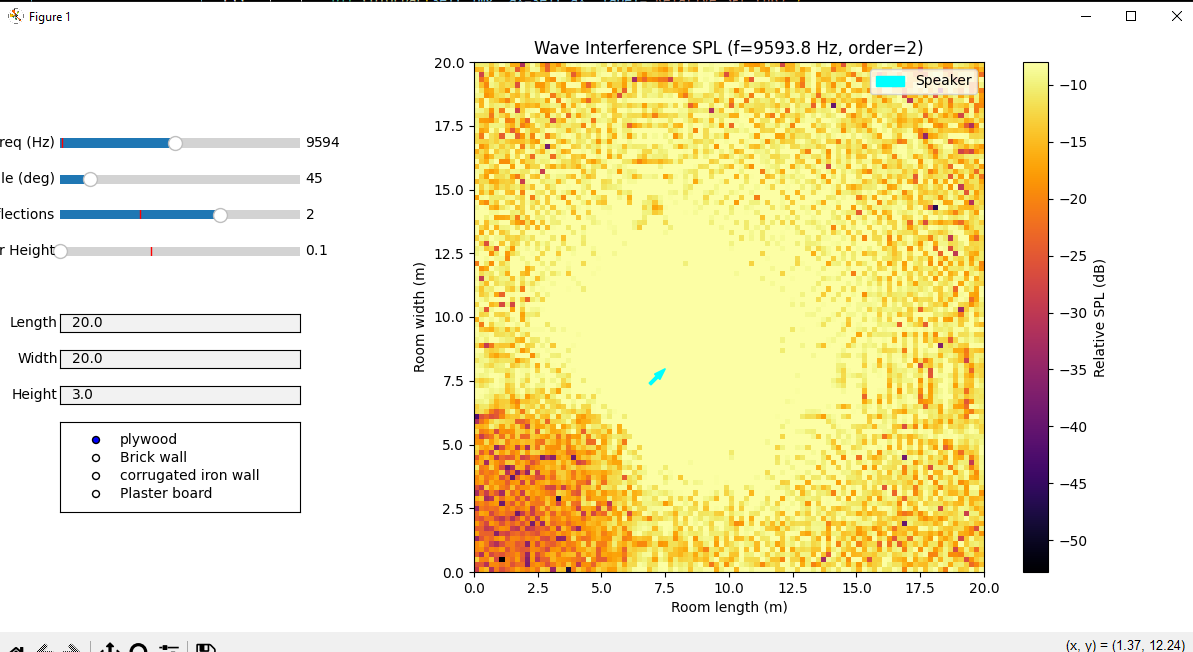 Figure 1
Wave Interference SPL (f=9593.8 Hz, order=2)
Speaker
req (Hz) 9594
le (deg) 45
flections 2
r Height 0.1
Length 20.0
Width 20.0
Height 3.0
plywood
Brick wall
corrugated iron wall
Plaster board
Room width (m)
20.0
17.5
15.0
12.5
10.0
7.5
5.0
2.5
0.0
0.0 2.5 5.0 7.5 10.0 12.5 15.0 17.5 20.0
Room length (m)
−10
−15
−20
−25
−30
−35
−40
−45
−50
Relative SPL (dB)
(x, y) = (1.37, 12.24)